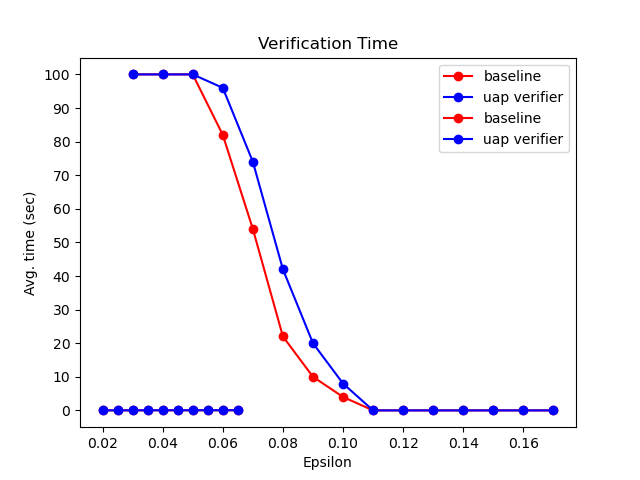 Verification Time
baseline
uap verifier
baseline
uap verifier
100
90
80
70
60
50
40
30
20
10
0
Avg. time (sec)
0.02 0.04 0.06 0.08 0.10 0.12 0.14 0.16
Epsilon